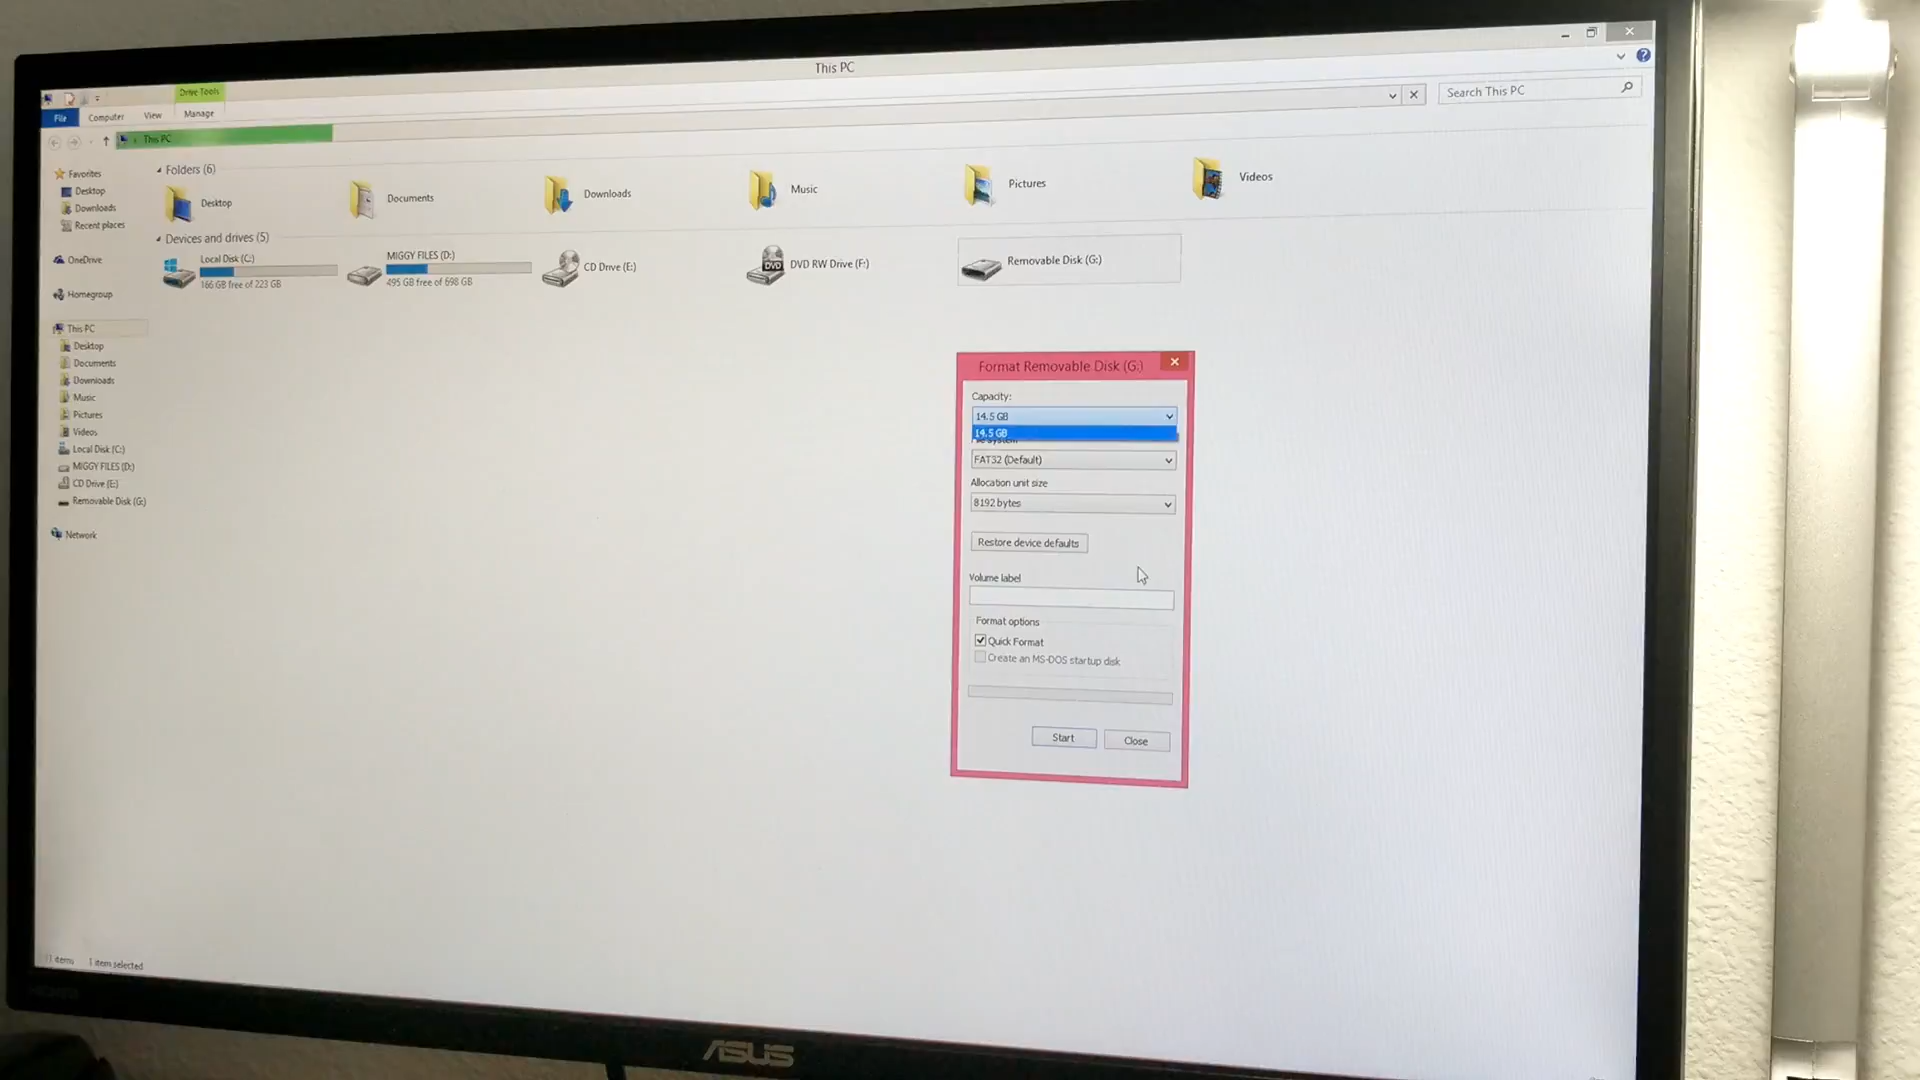 This PC
Drive Tools
File
Computer
View
Manage
This PC
Search This PC
Favorites
Desktop
Downloads
Recent places
OneDrive
Homegroup
This PC
Desktop
Documents
Downloads
Music
Pictures
Videos
Local Disk (C:)
MIGGY FILES (D:)
CD Drive (E:)
Removable Disk (G:)
Network
Folders (6)
Desktop
Documents
Downloads
Music
Pictures
Videos
Devices and drives (5)
Local Disk (C:)
166 GB free of 223 GB
MIGGY FILES (D:)
495 GB free of 698 GB
CD Drive (E:)
DVD
DVD RW Drive (F:)
Removable Disk (G:)
Format Removable Disk (G:)
Capacity:
14.5 GB
14.5 GB
File system
FAT32 (Default)
Allocation unit size
8192 bytes
Restore device defaults
Volume label
Format options
Quick Format
Create an MS-DOS startup disk
Start
Close
11 items
1 item selected
HDMI
ASUS